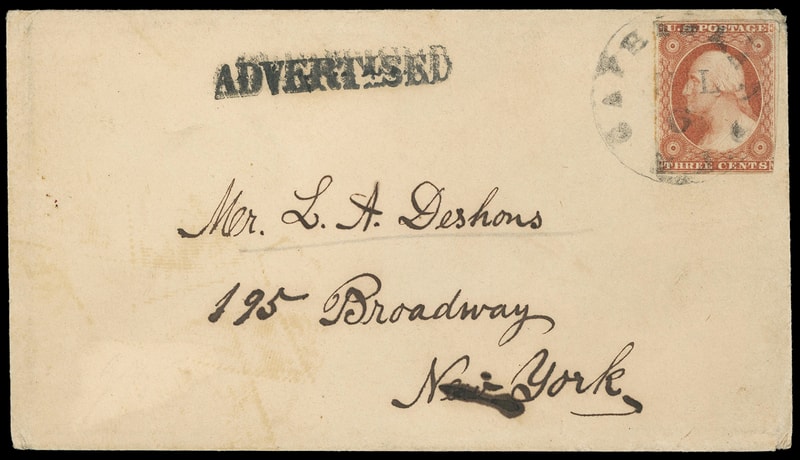 ADVERTISED
U.S. POSTAGE
THREE CENTS
Mr. L. A. Deshons
195 Broadway
New York